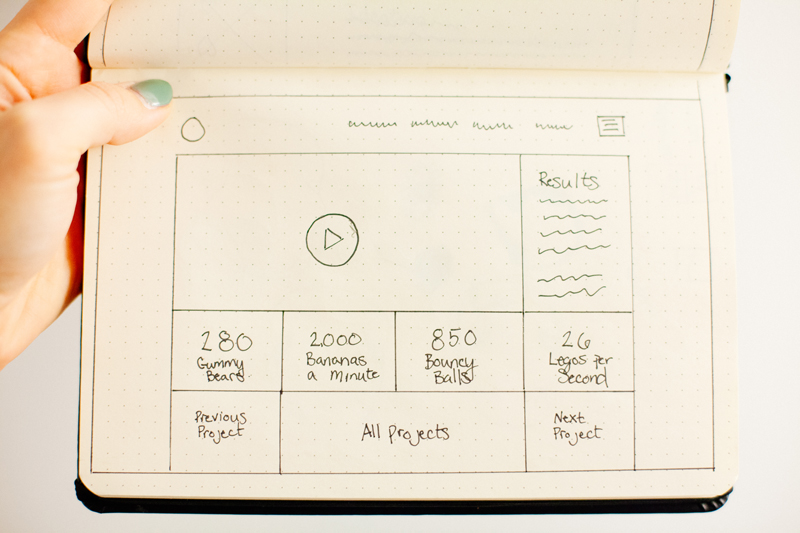 Results
280
Gummy
Bears
2.000
Bananas
a minute
850
Bouncy
Balls
26
Legos per
Second
Previous
Project
All Projects
Next
Project